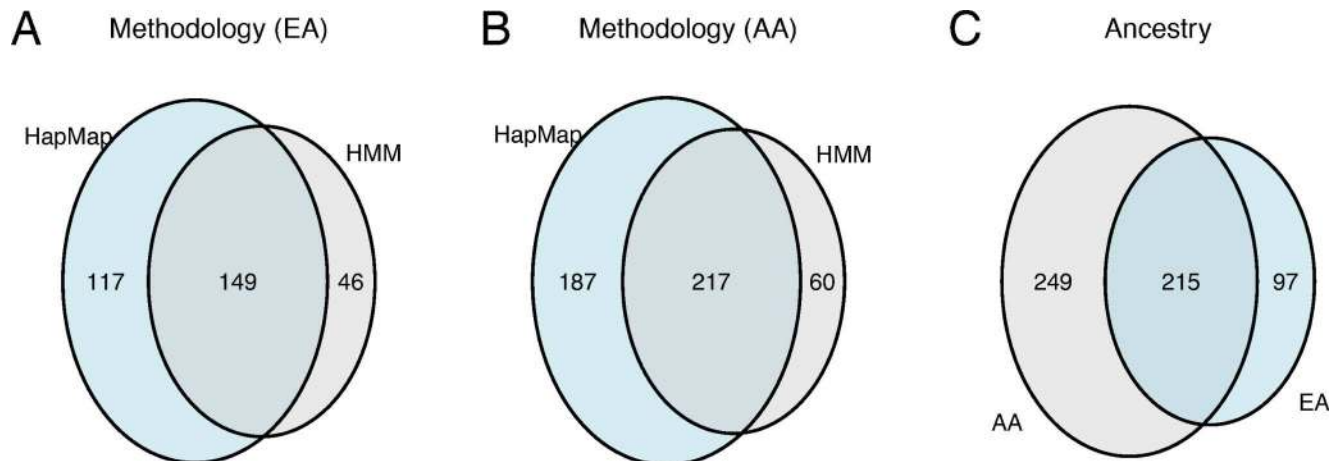 A Methodology (EA)
HapMap
HMM
117 149 46
B Methodology (AA)
HapMap
HMM
187 217 60
C Ancestry
249 215 97
EA
AA